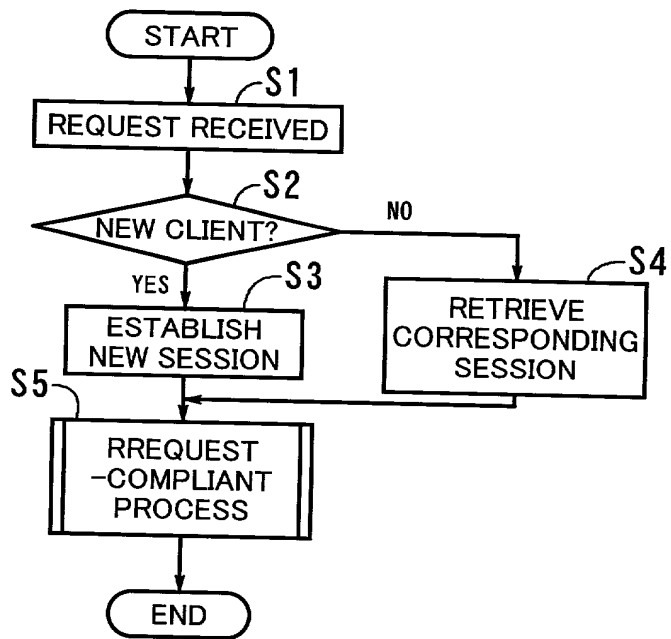 START
S1
REQUEST RECEIVED
S2
NEW CLIENT?
NO
YES
S3
S4
ESTABLISH
NEW SESSION
RETRIEVE
CORRESPONDING
SESSION
S5
RREQUEST
-COMPLIANT
PROCESS
END